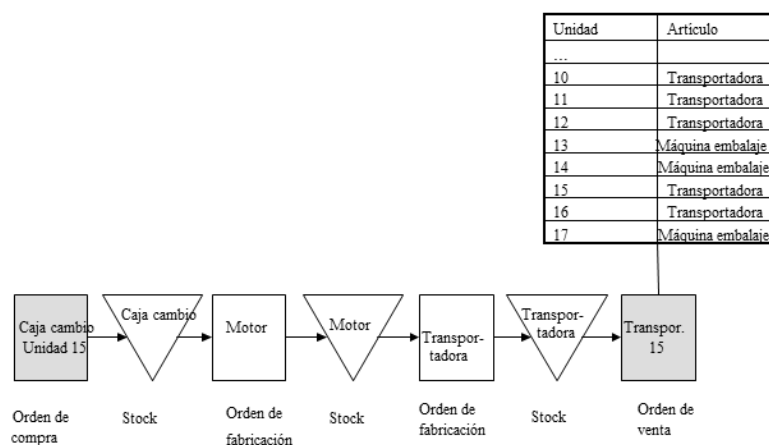 Unidad Artículo
...
10 Transportadora
11 Transportadora
12 Transportadora
13 Máquina embalaje
14 Máquina embalaje
15 Transportadora
16 Transportadora
17 Máquina embalaje
Caja cambio
Unidad 15
Caja cambio
Motor
Motor
Transpor-
tadora
Transpor-
tadora
Transpor.
15
Orden de
compra
Stock
Orden de
fabricación
Stock
Orden de
fabricación
Stock
Orden de
venta